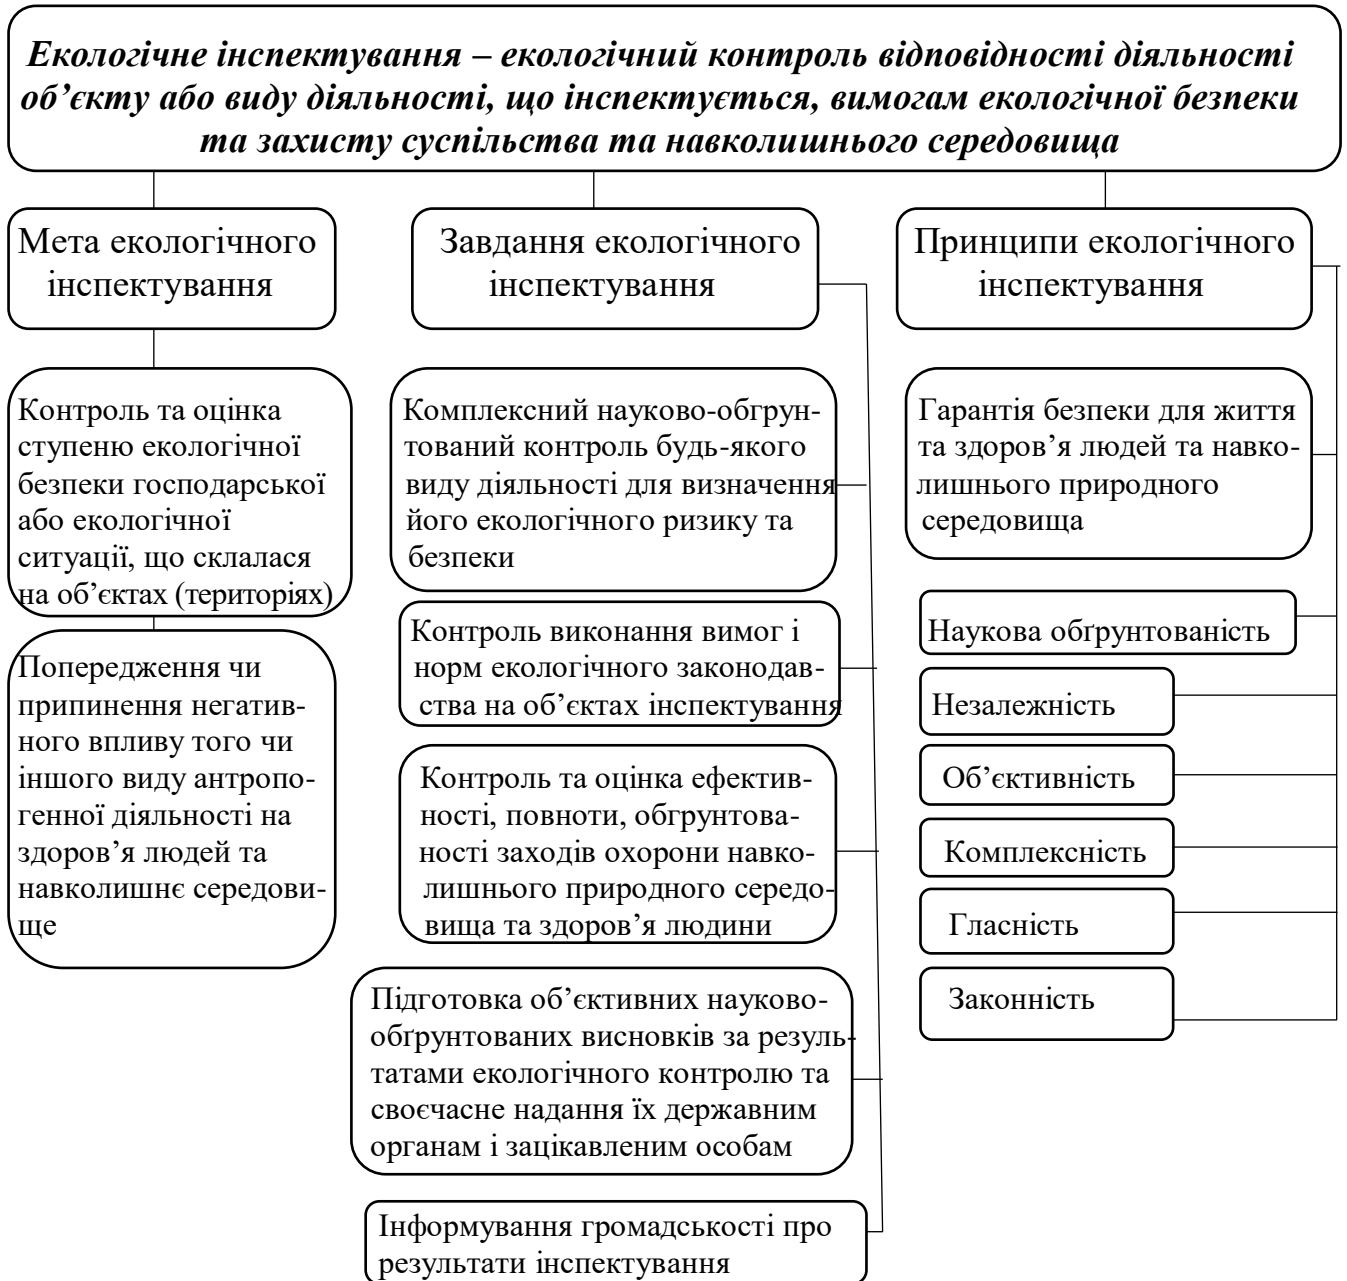 Екологічне інспектування – екологічний контроль відповідності діяльності
об’єкту або виду діяльності, що інспектується, вимогам екологічної безпеки
та захисту суспільства та навколишнього середовища
Мета екологічного
інспектування
Контроль та оцінка
ступеню екологічної
безпеки господарської
або екологічної
ситуації, що склалася
на об’єктах (територіях)
Попередження чи
припинення негатив-
ного впливу того чи
іншого виду антропо-
генної діяльності на
здоров’я людей та
навколишнє середови-
ще
Завдання екологічного
інспектування
Комплексний науково-обгрун-
тований контроль будь-якого
виду діяльності для визначення
його екологічного ризику та
безпеки
Контроль виконання вимог і
норм екологічного законодав-
ства на об’єктах інспектування
Контроль та оцінка ефектив-
ності, повноти, обгрунтова-
ності заходів охорони навко-
лишнього природного середо-
вища та здоров’я людини
Підготовка об’єктивних науково-
обґрунтованих висновків за резуль-
татами екологічного контролю та
своєчасне надання їх державним
органам і зацікавленим особам
Інформування громадськості про
результати інспектування
Принципи екологічного
інспектування
Гарантія безпеки для життя
та здоров’я людей та навко-
лишнього природного
середовища
Наукова обґрунтованість
Незалежність
Об’єктивність
Комплексність
Гласність
Законність